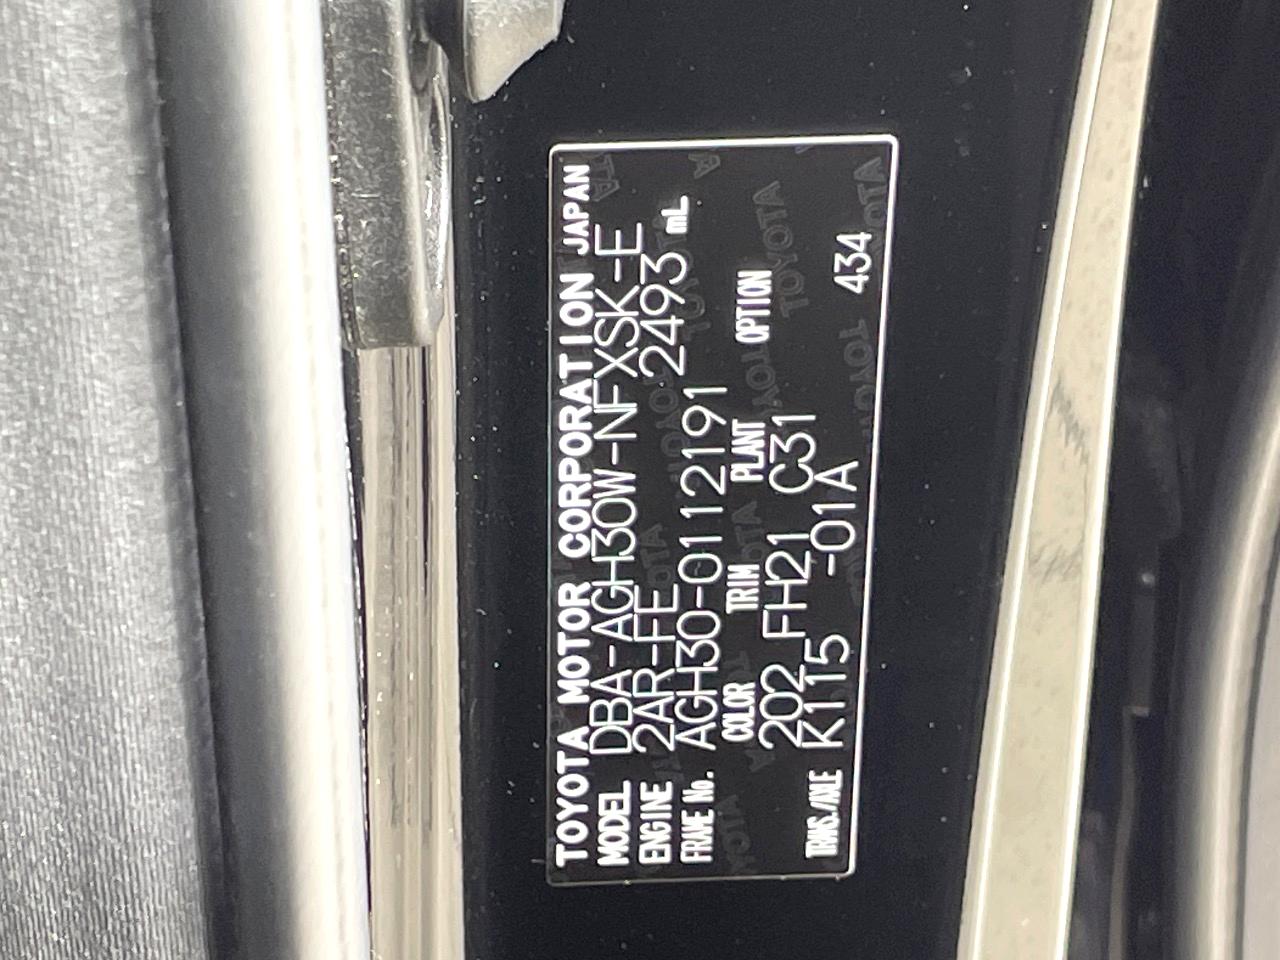 TOYOTA MOTOR CORPORATION JAPAN
MODEL DBA-AGH30W-NFXSK-E
ENGINE 2AR-FE 2493 mL
FRAME No. AGH30-0112191
COLOR TRIM PLANT OPTION
202 FH21 C31
TRANS./AXLE K115 -01A 434